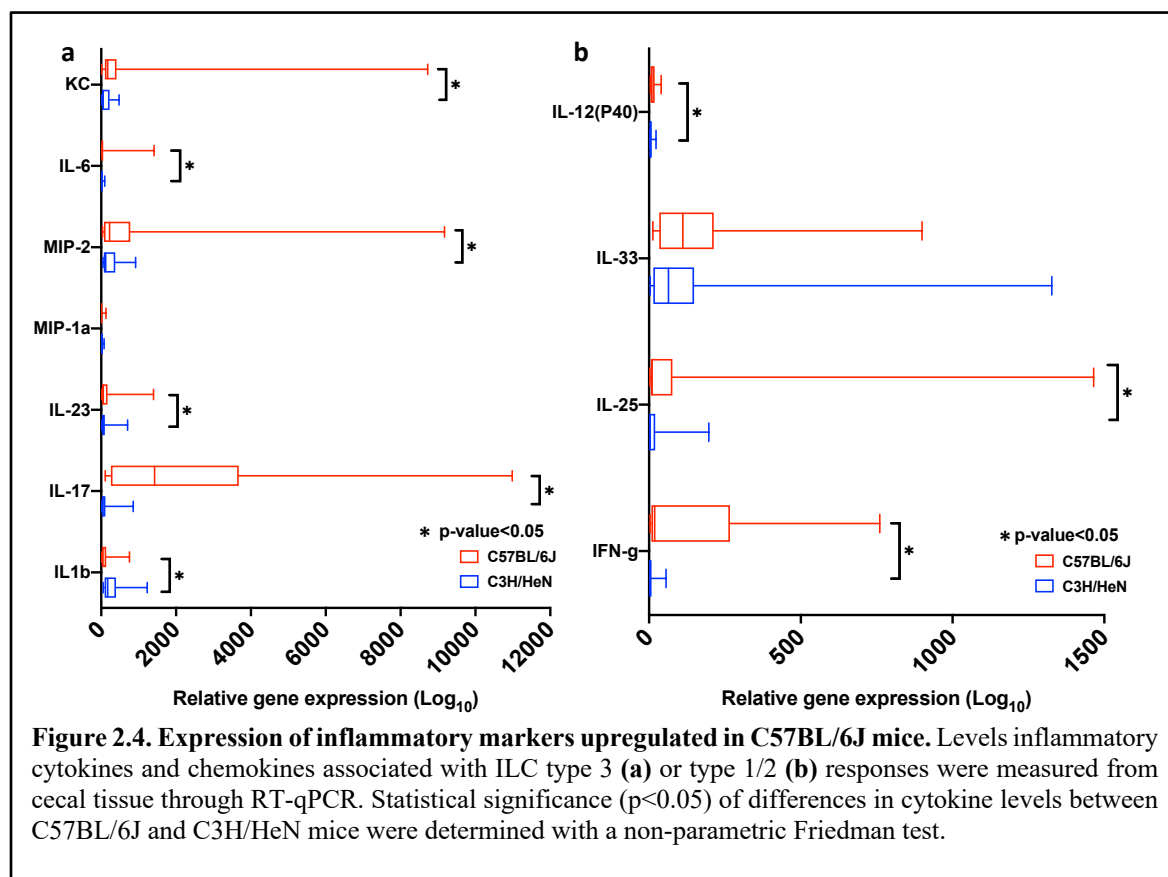 a
KC
IL-6
MIP-2
MIP-1a
IL-23
IL-17
IL1b
*
*
*
*
*
*
* p-value<0.05
C57BL/6J
C3H/HeN
0
2000
4000
6000
8000
10000
12000
Relative gene expression (Log10)
b
IL-12(P40)
IL-33
IL-25
IFN-g
*
*
*
* p-value<0.05
C57BL/6J
C3H/HeN
0
500
1000
1500
Relative gene expression (Log10)
Figure 2.4. Expression of inflammatory markers upregulated in C57BL/6J mice. Levels inflammatory
cytokines and chemokines associated with ILC type 3 (a) or type 1/2 (b) responses were measured from
cecal tissue through RT-qPCR. Statistical significance (p<0.05) of differences in cytokine levels between
C57BL/6J and C3H/HeN mice were determined with a non-parametric Friedman test.